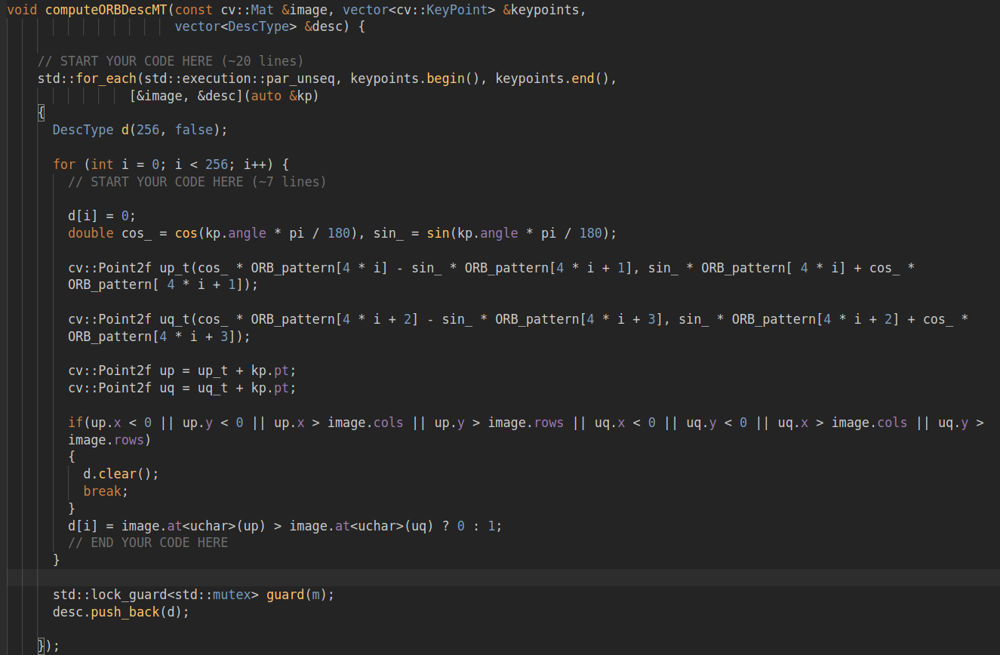 void computeORBDescMT(const cv::Mat &image, vector<cv::KeyPoint> &keypoints,
                      vector<DescType> &desc) {

    // START YOUR CODE HERE (~20 lines)
    std::for_each(std::execution::par_unseq, keypoints.begin(), keypoints.end(),
                [&image, &desc](auto &kp)
    {
      DescType d(256, false);

      for (int i = 0; i < 256; i++) {
        // START YOUR CODE HERE (~7 lines)

        d[i] = 0;
        double cos_ = cos(kp.angle * pi / 180), sin_ = sin(kp.angle * pi / 180);

        cv::Point2f up_t(cos_ * ORB_pattern[4 * i] - sin_ * ORB_pattern[4 * i + 1], sin_ * ORB_pattern[ 4 * i] + cos_ *
        ORB_pattern[ 4 * i + 1]);

        cv::Point2f uq_t(cos_ * ORB_pattern[4 * i + 2] - sin_ * ORB_pattern[4 * i + 3], sin_ * ORB_pattern[4 * i + 2] + cos_ *
        ORB_pattern[4 * i + 3]);

        cv::Point2f up = up_t + kp.pt;
        cv::Point2f uq = uq_t + kp.pt;

        if(up.x < 0 || up.y < 0 || up.x > image.cols || up.y > image.rows || uq.x < 0 || uq.y < 0 || uq.x > image.cols || uq.y >
        image.rows)
        {
          d.clear();
          break;
        }
        d[i] = image.at<uchar>(up) > image.at<uchar>(uq) ? 0 : 1;
        // END YOUR CODE HERE
      }

      std::lock_guard<std::mutex> guard(m);
      desc.push_back(d);

    });